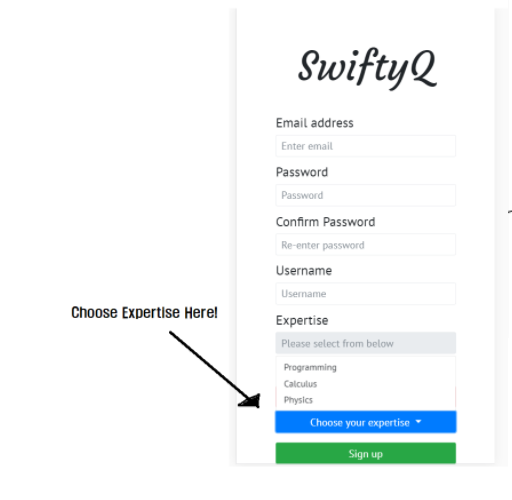 SwiftyQ
Email address
Enter email
Password
Password
Confirm Password
Re-enter password
Username
Username
Choose Expertise Here!
Expertise
Please select from below
Programming
Calculus
Physics
Choose your expertise
Sign up